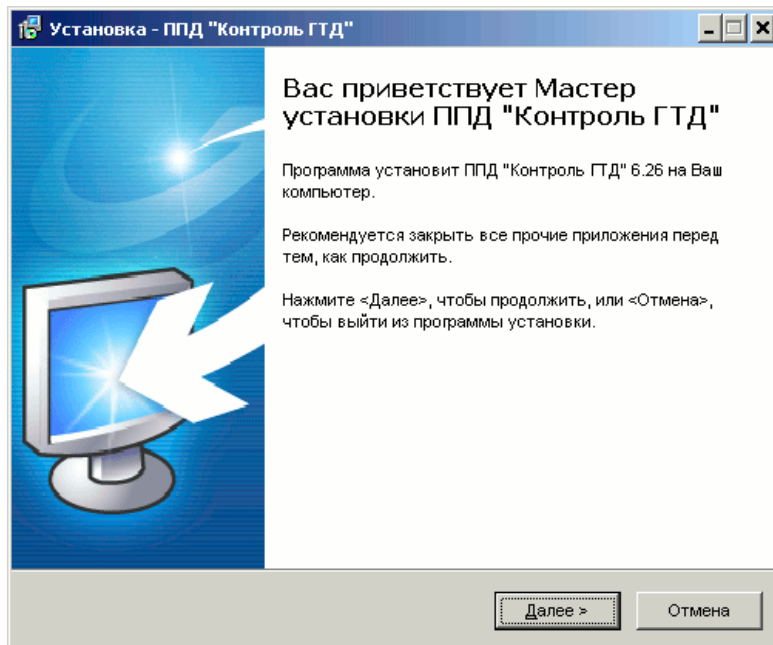 Установка - ППД "Контроль ГТД"
Вас приветствует Мастер
установки ППД "Контроль ГТД"
Программа установит ППД "Контроль ГТД" 6.26 на Ваш
компьютер.
Рекомендуется закрыть все прочие приложения перед
тем, как продолжить.
Нажмите <Далее>, чтобы продолжить, или <Отмена>,
чтобы выйти из программы установки.
Далее >
Отмена